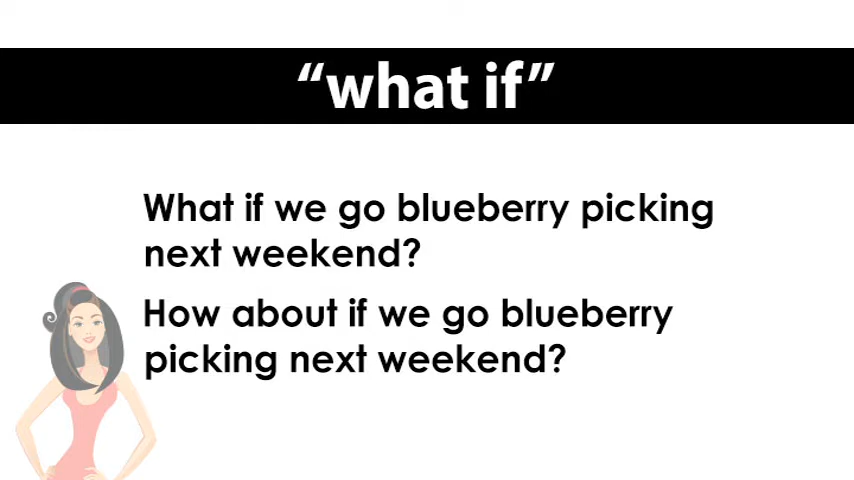 “what if”
What if we go blueberry picking
next weekend?
How about if we go blueberry
picking next weekend?